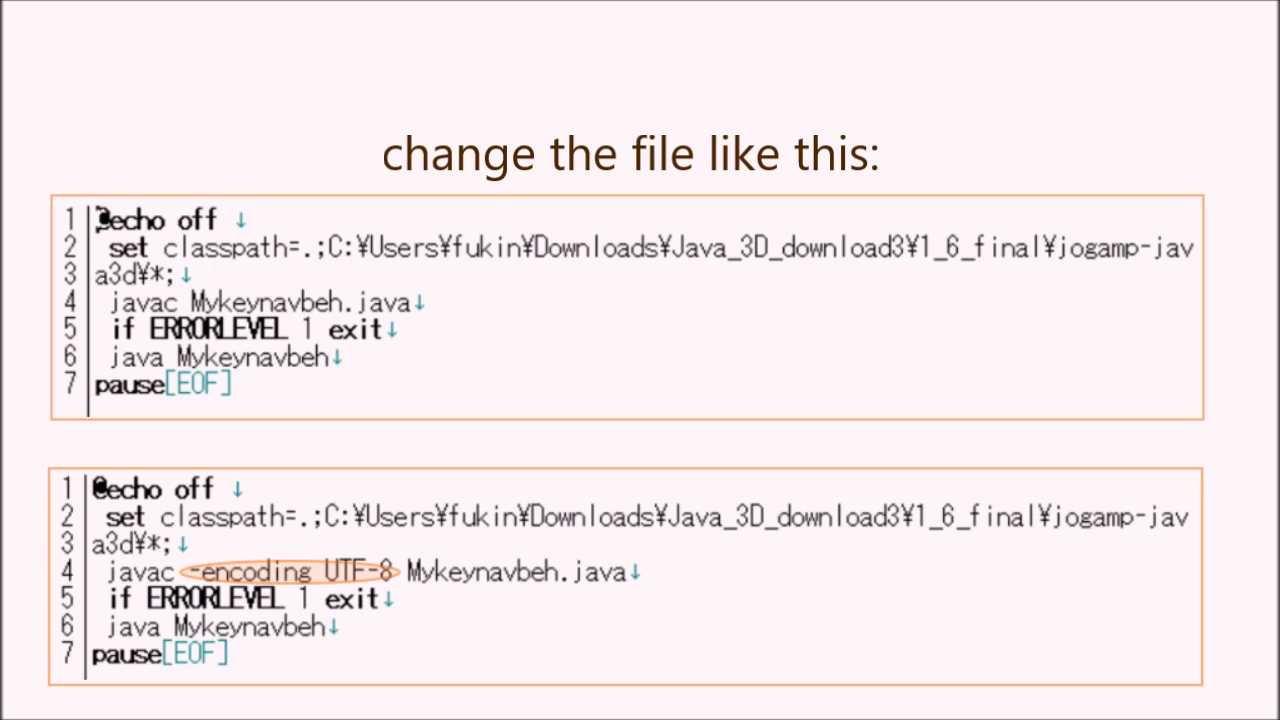 change the file like this:
1 @echo off ↓
2 set classpath=.;C:¥Users¥fukin¥Downloads¥Java_3D_download3¥1_6_final¥jogamp-jav
3 a3d¥*;↓
4 javac Mykeynavbeh.java↓
5 if ERRORLEVEL 1 exit↓
6 java Mykeynavbeh↓
7 pause[EOF]
1 @echo off ↓
2 set classpath=.;C:¥Users¥fukin¥Downloads¥Java_3D_download3¥1_6_final¥jogamp-jav
3 a3d¥*;↓
4 javac -encoding UTF-8 Mykeynavbeh.java↓
5 if ERRORLEVEL 1 exit↓
6 java Mykeynavbeh↓
7 pause[EOF]